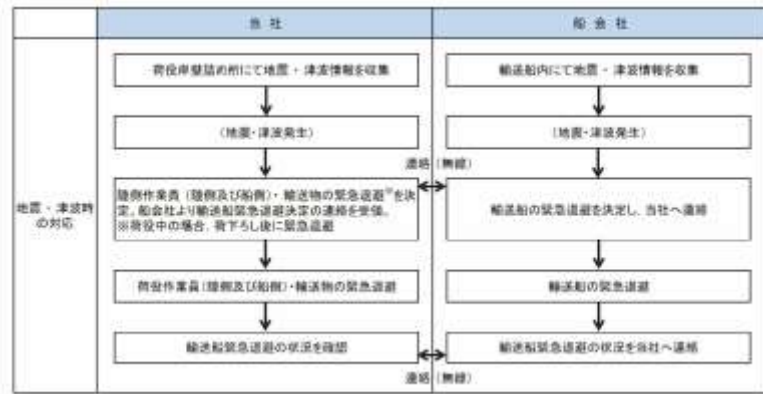 当 社
船 会 社
地震・津波時
の対応
荷役岸壁詰め所にて地震・津波情報を収集
輸送船内にて地震・津波情報を収集
(地震・津波発生)
(地震・津波発生)
連絡 (無線)
陸側作業員(陸側及び船側)・輸送物の緊急退避※を決
定。船会社より輸送船緊急退避決定の連絡を受信。
※荷役中の場合、荷下ろし後に緊急退避
輸送船の緊急退避を決定し、当社へ連絡
荷役作業員(陸側及び船側)・輸送物の緊急退避
輸送船の緊急退避
輸送船緊急退避の状況を確認
輸送船緊急退避の状況を当社へ連絡
連絡 (無線)